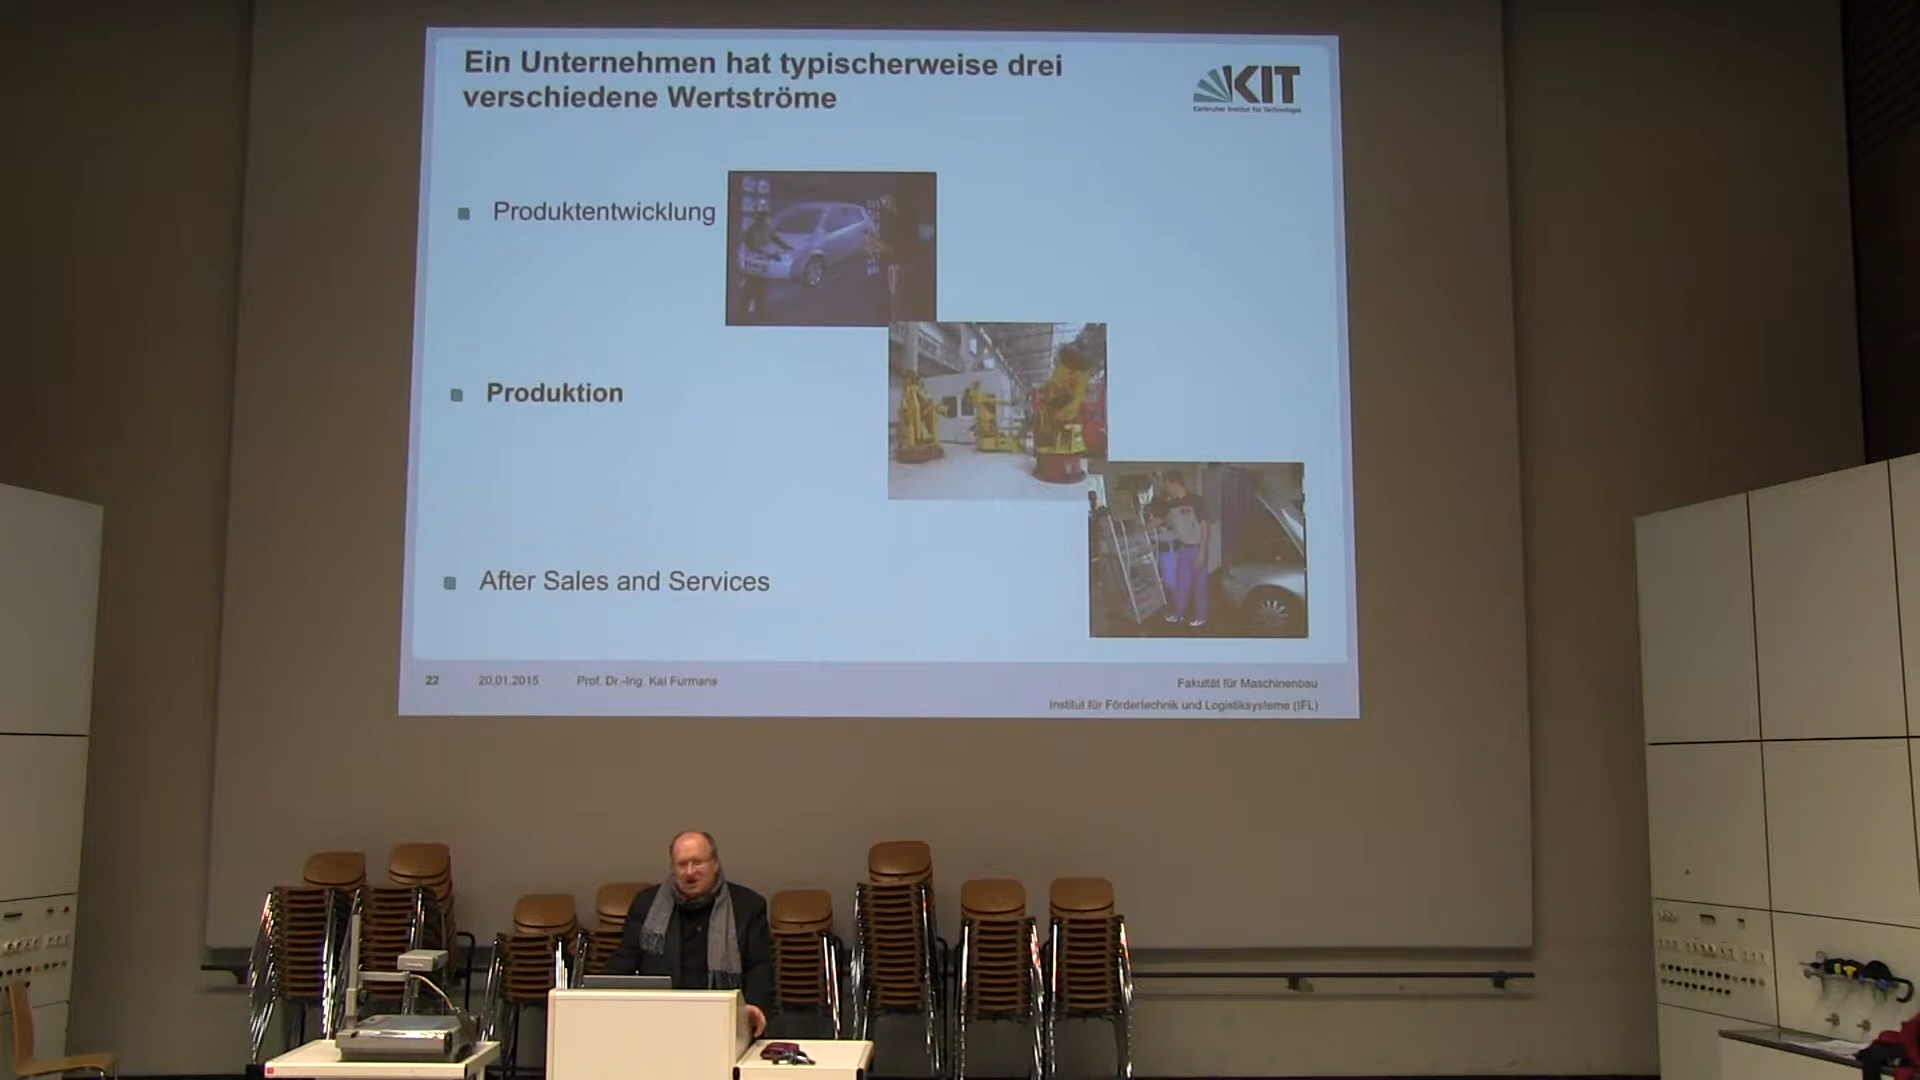 Ein Unternehmen hat typischerweise drei
verschiedene Wertströme
KIT
Karlsruher Institut für Technologie
Produktentwicklung
Produktion
After Sales and Services
22 20.01.2015 Prof. Dr.-Ing. Kai Furmans
Fakultät für Maschinenbau
Institut für Fördertechnik und Logistiksysteme (IFL)